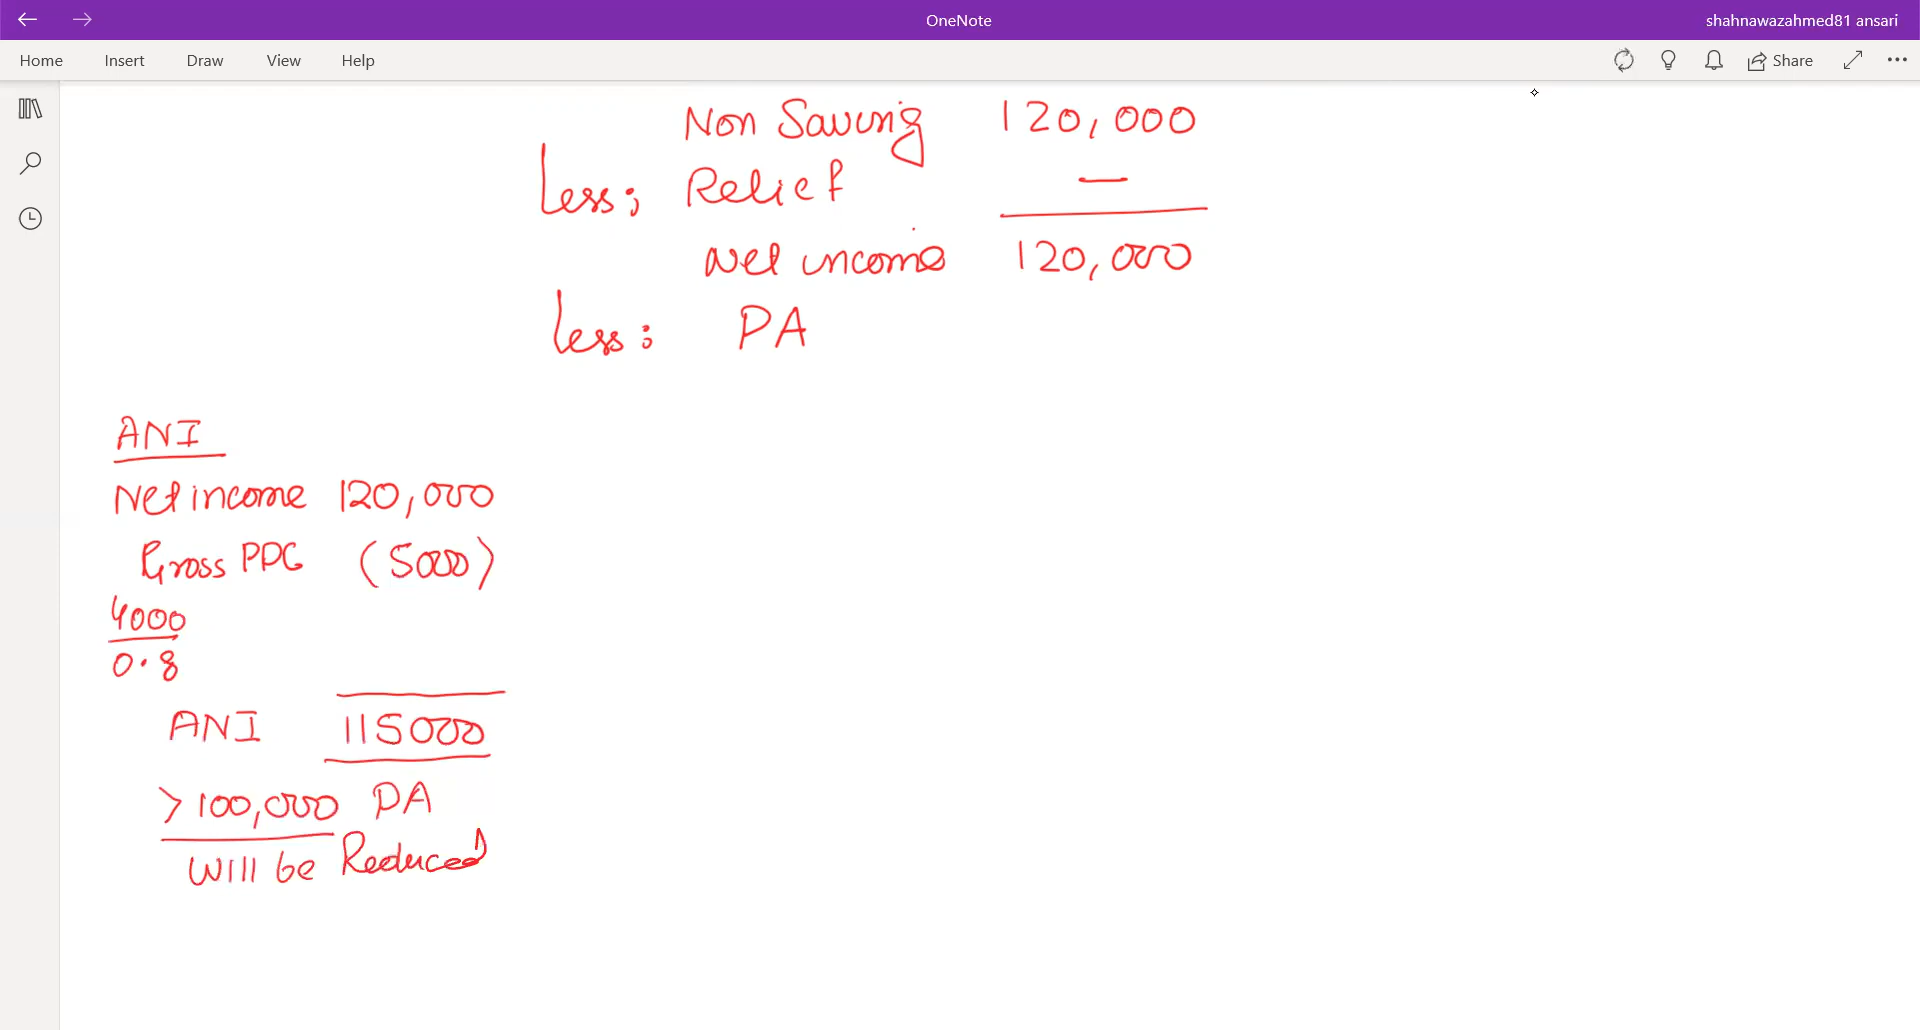 OneNote
shahnawazahmed81 ansari
Home Insert Draw View Help
Share
Non Saving 120,000
Less; Relief —
Net income 120,000
Less: PA
ANI
Net income 120,000
Gross PPC (5000)
4000
0.8
ANI 115000
>100,000 PA
Will be Reduced